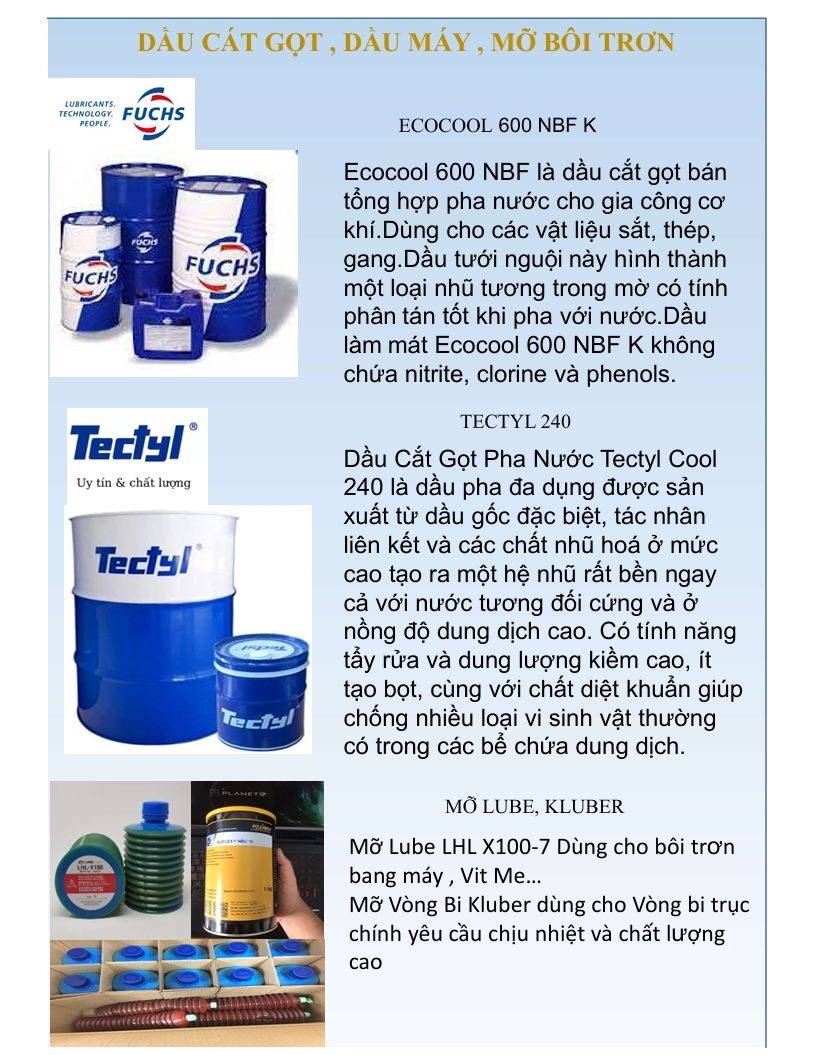 DẦU CÁT GỌT , DẦU MÁY , MỠ BÔI TRƠN
LUBRICANTS.
TECHNOLOGY.
PEOPLE.
FUCHS
ECOCOOL 600 NBF K
Ecocool 600 NBF là dầu cắt gọt bán
tổng hợp pha nước cho gia công cơ
khí.Dùng cho các vật liệu sắt, thép,
gang.Dầu tưới nguội này hình thành
một loại nhũ tương trong mờ có tính
phân tán tốt khi pha với nước.Dầu
làm mát Ecocool 600 NBF K không
chứa nitrite, clorine và phenols.
FUCHS
FUCHS
FUCHS
TECTYL 240
Tectyl®
Uy tín & chất lượng
Dầu Cắt Gọt Pha Nước Tectyl Cool
240 là dầu pha đa dụng được sản
xuất từ dầu gốc đặc biệt, tác nhân
liên kết và các chất nhũ hoá ở mức
cao tạo ra một hệ nhũ rất bền ngay
cả với nước tương đối cứng và ở
nồng độ dung dịch cao. Có tính năng
tẩy rửa và dung lượng kiềm cao, ít
tạo bọt, cùng với chất diệt khuẩn giúp
chống nhiều loại vi sinh vật thường
có trong các bể chứa dung dịch.
Tectyl®
Tectyl
MỠ LUBE, KLUBER
Mỡ Lube LHL X100-7 Dùng cho bôi trơn
bang máy , Vit Me...
Mỡ Vòng Bi Kluber dùng cho Vòng bi trục
chính yêu cầu chịu nhiệt và chất lượng
cao
LHL-X100
KLÜBER
ISOFLEX NBU 15
1 kg